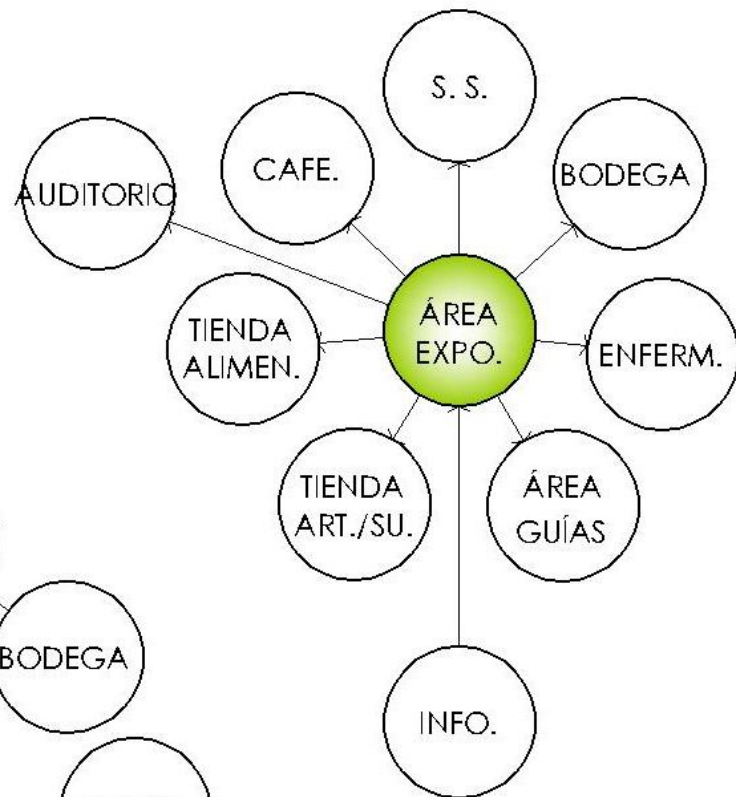 S. S.
CAFE.
BODEGA
AUDITORIO
ÁREA
EXPO.
TIENDA
ALIMEN.
ENFERM.
TIENDA
ART./SU.
ÁREA
GUÍAS
BODEGA
INFO.